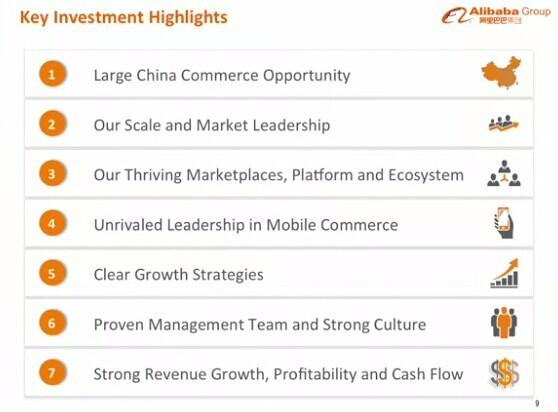 Key Investment Highlights
Alibaba Group
阿里巴巴集团
1 Large China Commerce Opportunity
2 Our Scale and Market Leadership
3 Our Thriving Marketplaces, Platform and Ecosystem
4 Unrivaled Leadership in Mobile Commerce
5 Clear Growth Strategies
6 Proven Management Team and Strong Culture
7 Strong Revenue Growth, Profitability and Cash Flow
$$$
9